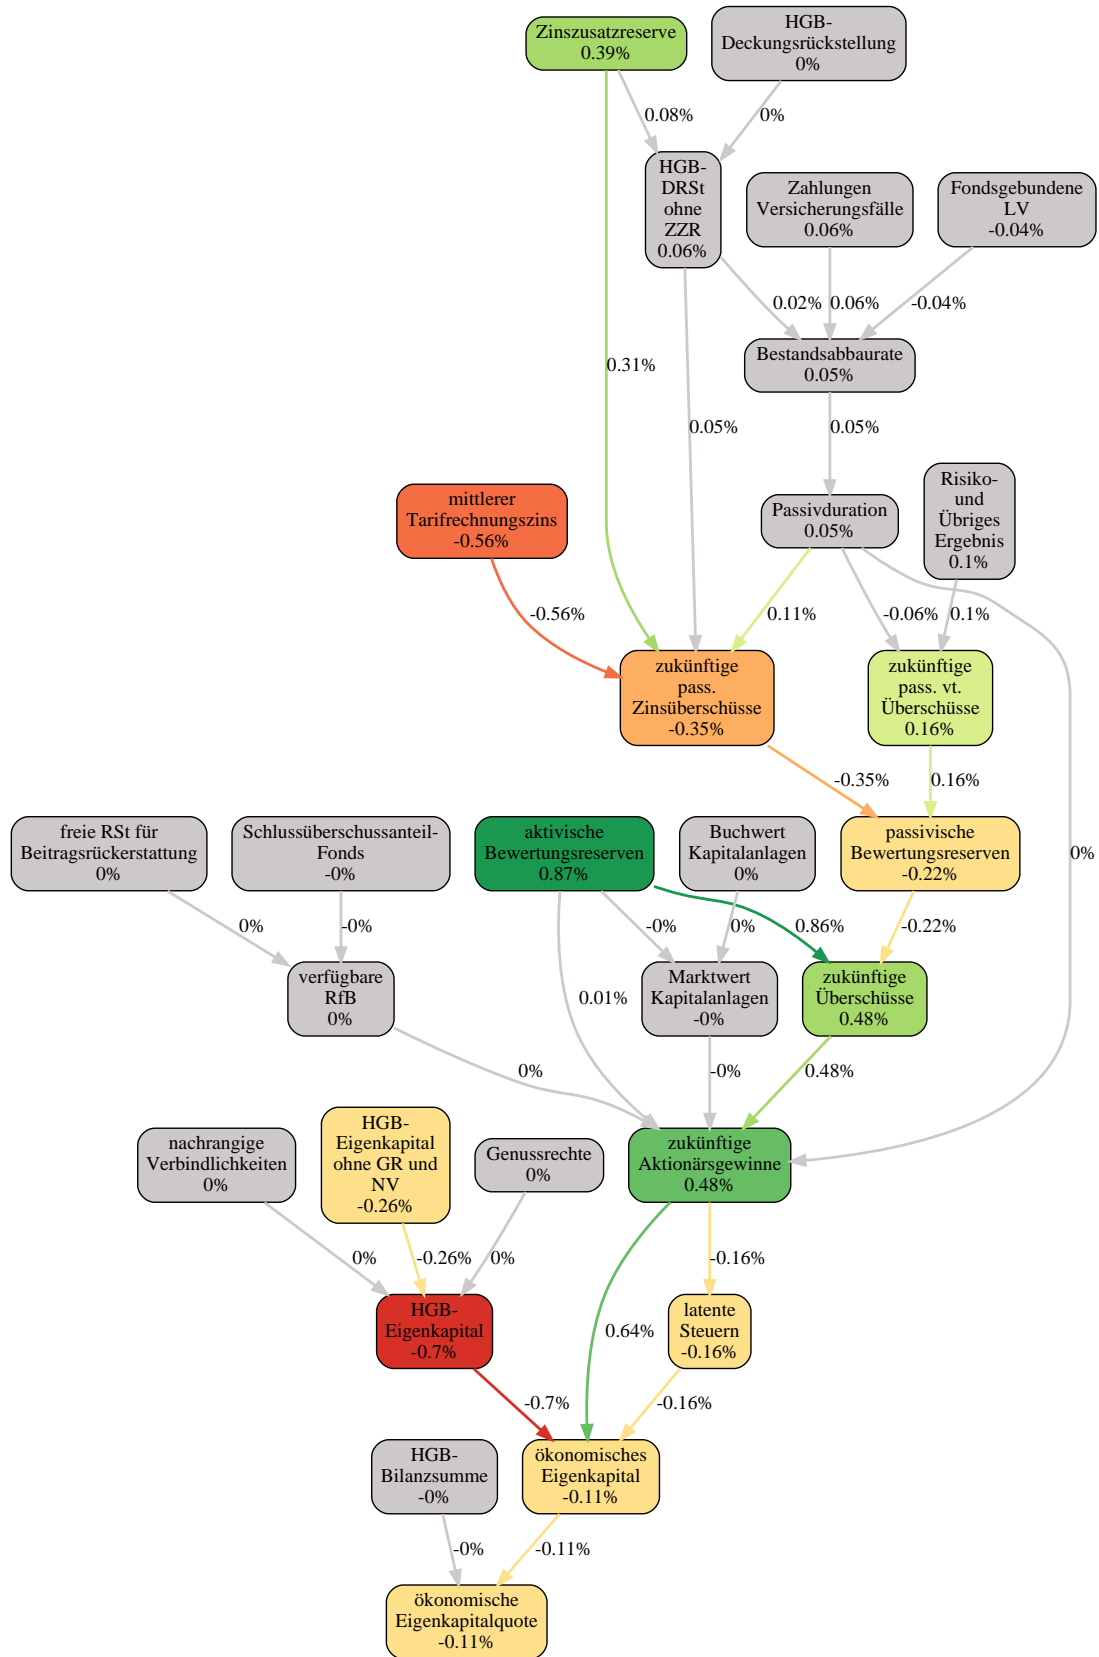 Zinszusatzreserve
0.39%
HGB-
Deckungsrückstellung
0%
0.08%
0%
HGB-
DRSt
ohne
ZZR
0.06%
Zahlungen
Versicherungsfälle
0.06%
Fondsgebundene
LV
-0.04%
0.02%
0.06%
-0.04%
Bestandsabbaurate
0.05%
0.31%
0.05%
0.05%
mittlerer
Tarifrechnungszins
-0.56%
Passivduration
0.05%
Risiko-
und
Übriges
Ergebnis
0.1%
-0.56%
0.11%
-0.06%
0.1%
zukünftige
pass.
Zinsüberschüsse
-0.35%
zukünftige
pass. vt.
Überschüsse
0.16%
-0.35%
0.16%
freie RSt für
Beitragsrückerstattung
0%
Schlussüberschussanteil-
Fonds
-0%
aktivische
Bewertungsreserven
0.87%
Buchwert
Kapitalanlagen
0%
passivische
Bewertungsreserven
-0.22%
0%
0%
-0%
-0%
0%
0.86%
-0.22%
verfügbare
RfB
0%
0.01%
Marktwert
Kapitalanlagen
-0%
zukünftige
Überschüsse
0.48%
0%
-0%
0.48%
nachrangige
Verbindlichkeiten
0%
HGB-
Eigenkapital
ohne GR und
NV
-0.26%
Genussrechte
0%
zukünftige
Aktionärsgewinne
0.48%
0%
-0.26%
0%
-0.16%
HGB-
Eigenkapital
-0.7%
0.64%
latente
Steuern
-0.16%
-0.7%
-0.16%
HGB-
Bilanzsumme
-0%
ökonomisches
Eigenkapital
-0.11%
-0%
-0.11%
ökonomische
Eigenkapitalquote
-0.11%